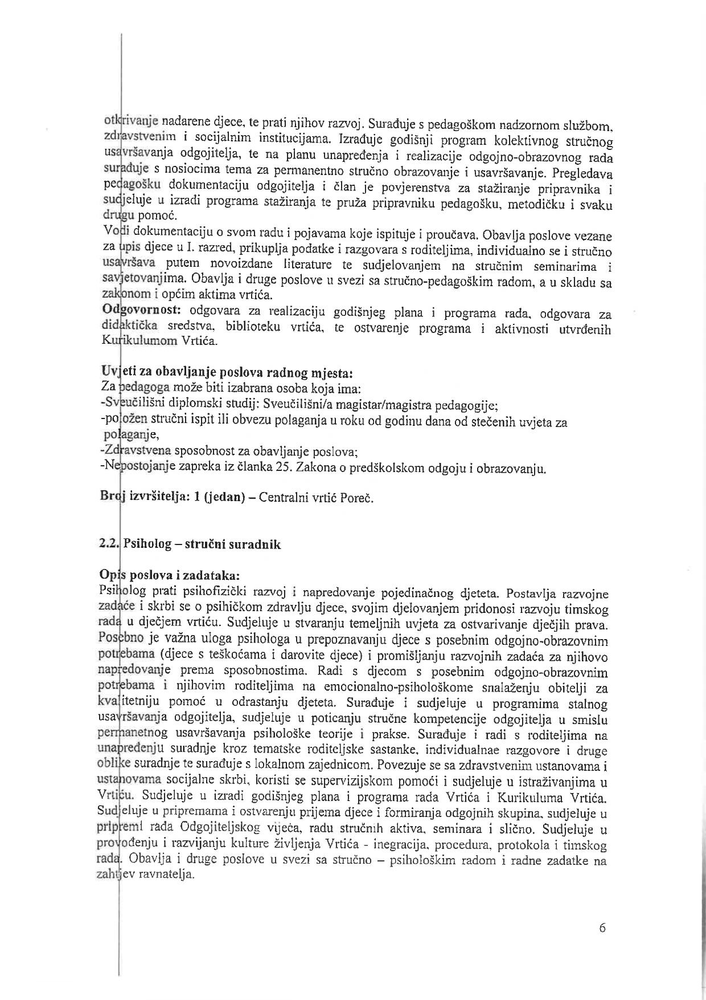 otkrivanje nadarene djece, te prati njihov razvoj. Surađuje s pedagoškom nadzornom službom,
zdravstvenim i socijalnim institucijama. Izrađuje godišnji program kolektivnog stručnog
usavršavanja odgojitelja, te na planu unapređenja i realizacije odgojno-obrazovnog rada
surađuje s nosiocima tema za permanentno stručno obrazovanje i usavršavanje. Pregledava
pedagošku dokumentaciju odgojitelja i član je povjerenstva za stažiranje pripravnika i
sudjeluje u izradi programa stažiranja te pruža pripravniku pedagošku, metodičku i svaku
drugu pomoć.
Vodi dokumentaciju o svom radu i pojavama koje ispituje i proučava. Obavlja poslove vezane
za upis djece u I. razred, prikuplja podatke i razgovara s roditeljima, individualno se i stručno
usavršava putem novoizdane literature te sudjelovanjem na stručnim seminarima i
savjetovanjima. Obavlja i druge poslove u svezi sa stručno-pedagoškim radom, a u skladu sa
zakonom i općim aktima vrtića.
Odgovornost: odgovara za realizaciju godišnjeg plana i programa rada, odgovara za
didaktička sredstva, biblioteku vrtića, te ostvarenje programa i aktivnosti utvrđenih
Kurikulumom Vrtića.
Uvjeti za obavljanje poslova radnog mjesta:
Za pedagoga može biti izabrana osoba koja ima:
-Sveučilišni diplomski studij: Sveučilišni/a magistar/magistra pedagogije;
-položen stručni ispit ili obvezu polaganja u roku od godinu dana od stečenih uvjeta za
polaganje,
-Zdravstvena sposobnost za obavljanje poslova;
-Nepostojanje zapreka iz članka 25. Zakona o predškolskom odgoju i obrazovanju.
Broj izvršitelja: 1 (jedan) – Centralni vrtić Poreč.
2.2. Psiholog – stručni suradnik
Opis poslova i zadataka:
Psiholog prati psihofizički razvoj i napredovanje pojedinačnog djeteta. Postavlja razvojne
zadaće i skrbi se o psihičkom zdravlju djece, svojim djelovanjem pridonosi razvoju timskog
rada u dječjem vrtiću. Sudjeluje u stvaranju temeljnih uvjeta za ostvarivanje dječjih prava.
Posebno je važna uloga psihologa u prepoznavanju djece s posebnim odgojno-obrazovnim
potrebama (djece s teškoćama i darovite djece) i promišljanju razvojnih zadaća za njihovo
napredovanje prema sposobnostima. Radi s djecom s posebnim odgojno-obrazovnim
potrebama i njihovim roditeljima na emocionalno-psihološkome snalaženju obitelji za
kvalitetniju pomoć u odrastanju djeteta. Surađuje i sudjeluje u programima stalnog
usavršavanja odgojitelja, sudjeluje u poticanju stručne kompetencije odgojitelja u smislu
permanetnog usavršavanja psihološke teorije i prakse. Surađuje i radi s roditeljima na
unapređenju suradnje kroz tematske roditeljske sastanke, individualnae razgovore i druge
oblike suradnje te surađuje s lokalnom zajednicom. Povezuje se sa zdravstvenim ustanovama i
ustanovama socijalne skrbi, koristi se supervizijskom pomoći i sudjeluje u istraživanjima u
Vrtiću. Sudjeluje u izradi godišnjeg plana i programa rada Vrtića i Kurikuluma Vrtića.
Sudjeluje u pripremama i ostvarenju prijema djece i formiranja odgojnih skupina, sudjeluje u
pripremi rada Odgojiteljskog vijeća, radu stručnih aktiva, seminara i slično. Sudjeluje u
provođenju i razvijanju kulture življenja Vrtića - inegracija, procedura, protokola i timskog
rada. Obavlja i druge poslove u svezi sa stručno – psihološkim radom i radne zadatke na
zahtjev ravnatelja.
6